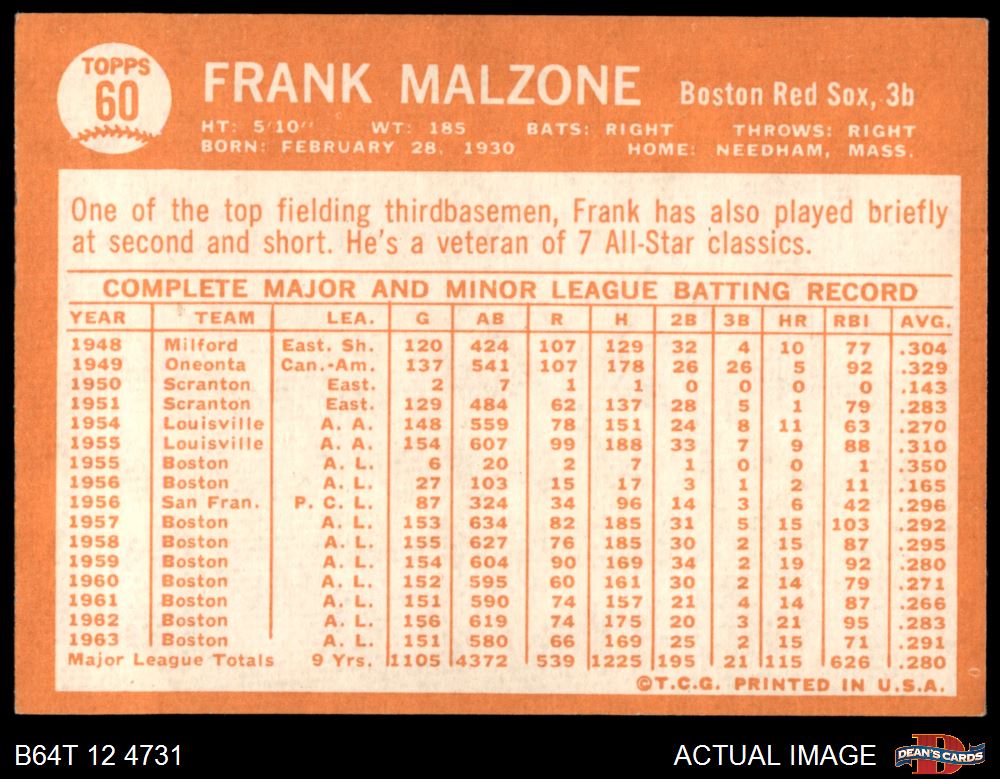 TOPPS
60
FRANK MALZONE Boston Red Sox, 3b
HT: 5'10" WT: 185 BATS: RIGHT THROWS: RIGHT
BORN: FEBRUARY 28, 1930 HOME: NEEDHAM, MASS.
One of the top fielding thirdbasemen, Frank has also played briefly
at second and short. He's a veteran of 7 All-Star classics.
COMPLETE MAJOR AND MINOR LEAGUE BATTING RECORD
YEAR TEAM LEA. G AB R H 2B 3B HR RBI AVG.
1948 Milford East. Sh. 120 424 107 129 32 4 10 77 .304
1949 Oneonta Can.-Am. 137 541 107 178 26 26 5 92 .329
1950 Scranton East. 2 7 1 1 0 0 0 0 .143
1951 Scranton East. 129 484 62 137 28 5 1 79 .283
1954 Louisville A. A. 148 559 78 151 24 8 11 63 .270
1955 Louisville A. A. 154 607 99 188 33 7 9 88 .310
1955 Boston A. L. 6 20 2 7 1 0 0 1 .350
1956 Boston A. L. 27 103 15 17 3 1 2 11 .165
1956 San Fran. P. C. L. 87 324 34 96 14 3 6 42 .296
1957 Boston A. L. 153 634 82 185 31 5 15 103 .292
1958 Boston A. L. 155 627 76 185 30 2 15 87 .295
1959 Boston A. L. 154 604 90 169 34 2 19 92 .280
1960 Boston A. L. 152 595 60 161 30 2 14 79 .271
1961 Boston A. L. 151 590 74 157 21 4 14 87 .266
1962 Boston A. L. 156 619 74 175 20 3 21 95 .283
1963 Boston A. L. 151 580 66 169 25 2 15 71 .291
Major League Totals 9 Yrs. 1105 4372 539 1225 195 21 115 626 .280
©T.C.G. PRINTED IN U.S.A.
B64T 12 4731 ACTUAL IMAGE DEAN'S CARDS